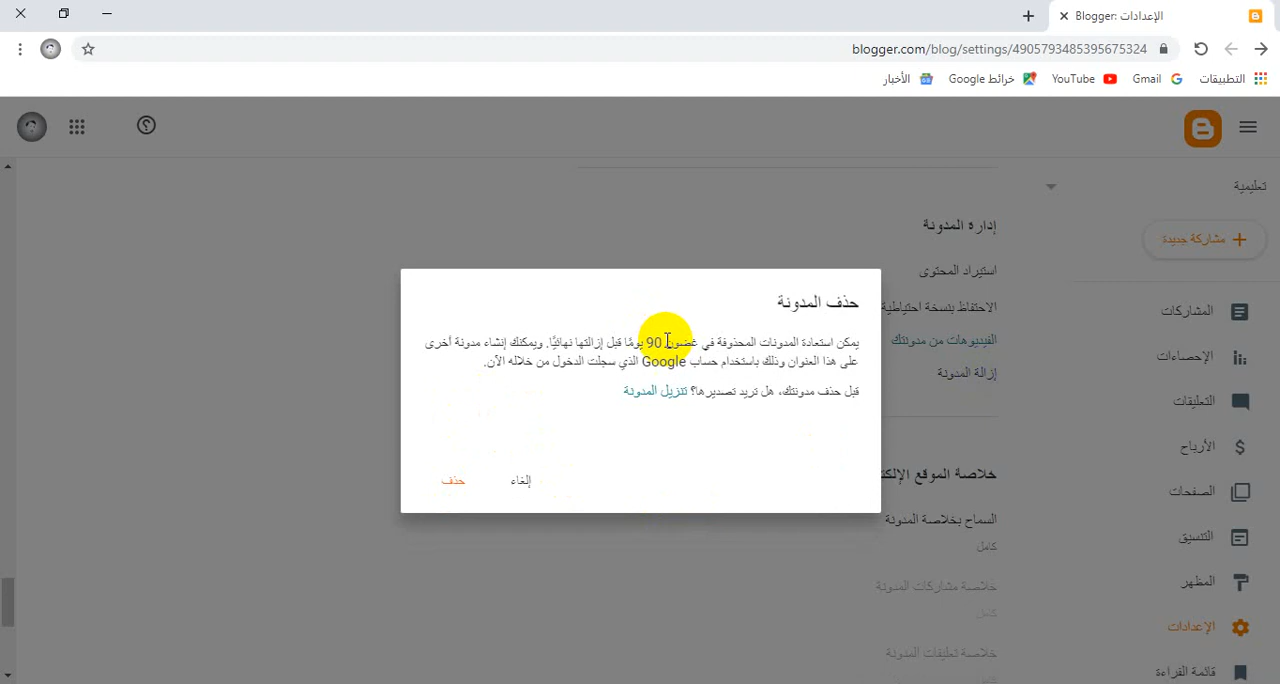 الإعدادات :Blogger
blogger.com/blog/settings/4905793485395675324
التطبيقات
Gmail
YouTube
خرائط Google
الأخبار
تعليمية
مشاركة جديدة
المشاركات
الإحصاءات
التعليقات
الأرباح
الصفحات
التنسيق
المظهر
الإعدادات
قائمة القراءة
إدارة المدونة
استيراد المحتوى
الاحتفاظ بنسخة احتياطية
الفيديوهات من مدونتك
إزالة المدونة
حذف المدونة
يمكن استعادة المدونات المحذوفة في غضون 90 يومًا قبل إزالتها نهائيًا. ويمكنك إنشاء مدونة أخرى
على هذا العنوان وذلك باستخدام حساب Google الذي سجلت الدخول من خلاله الآن.
قبل حذف مدونتك، هل تريد تصديرها؟ تنزيل المدونة
إلغاء
حذف
خلاصة الموقع
السماح بخلاصة المدونة
كامل
خلاصة مشاركات المدونة
كامل
خلاصة تعليقات المدونة